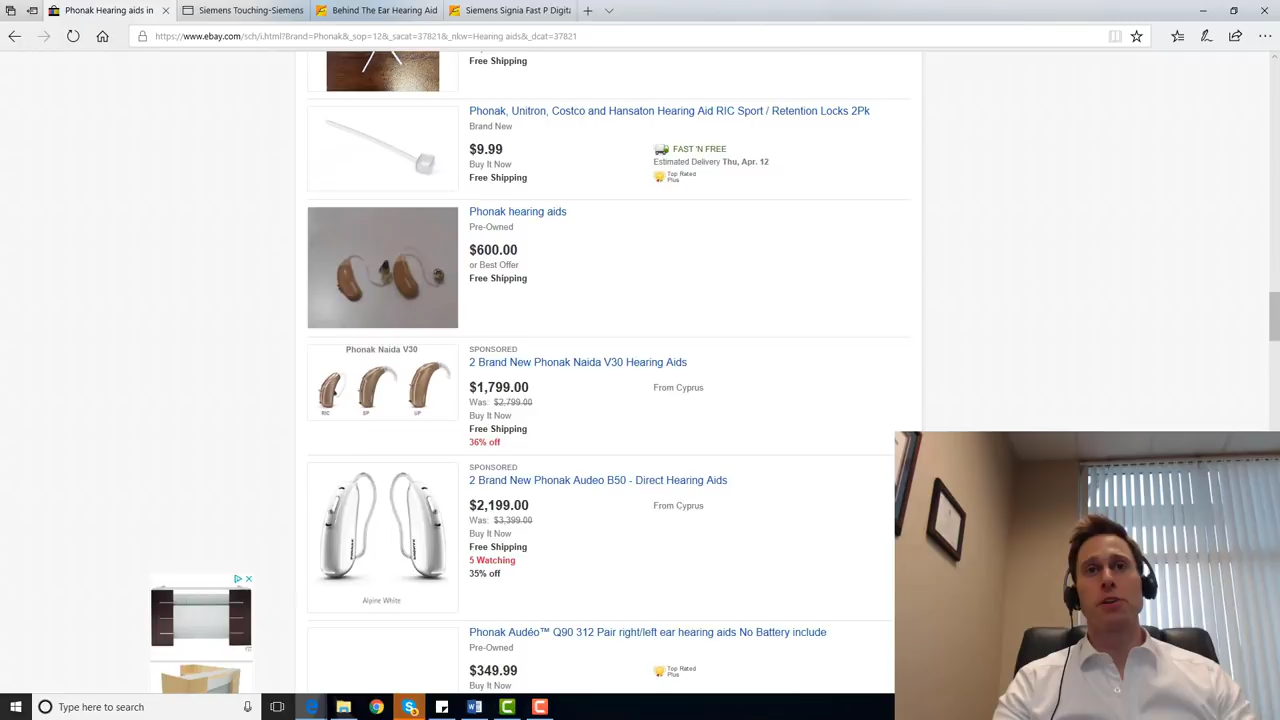 Phonak Hearing aids in
Siemens Touching-Siemens
Behind The Ear Hearing Aid
Siemens Signia Fast P Digita
https://www.ebay.com/sch/i.html?Brand=Phonak&_sop=12&_sacat=37821&_nkw=Hearing aids&_dcat=37821
Free Shipping
Phonak, Unitron, Costco and Hansaton Hearing Aid RIC Sport / Retention Locks 2Pk
Brand New
$9.99
FAST 'N FREE
Buy It Now
Estimated Delivery Thu, Apr. 12
Free Shipping
Top Rated
Plus
Phonak hearing aids
Pre-Owned
$600.00
or Best Offer
Free Shipping
Phonak Naida V30
RIC
SP
UP
SPONSORED
2 Brand New Phonak Naida V30 Hearing Aids
$1,799.00
From Cyprus
Was: $2,799.00
Buy It Now
Free Shipping
36% off
SPONSORED
2 Brand New Phonak Audeo B50 - Direct Hearing Aids
$2,199.00
From Cyprus
Was: $3,399.00
Buy It Now
Free Shipping
5 Watching
35% off
Alpine White
Phonak Audéo™ Q90 312 Pair right/left ear hearing aids No Battery include
Pre-Owned
$349.99
Top Rated
Plus
Buy It Now
Type here to search